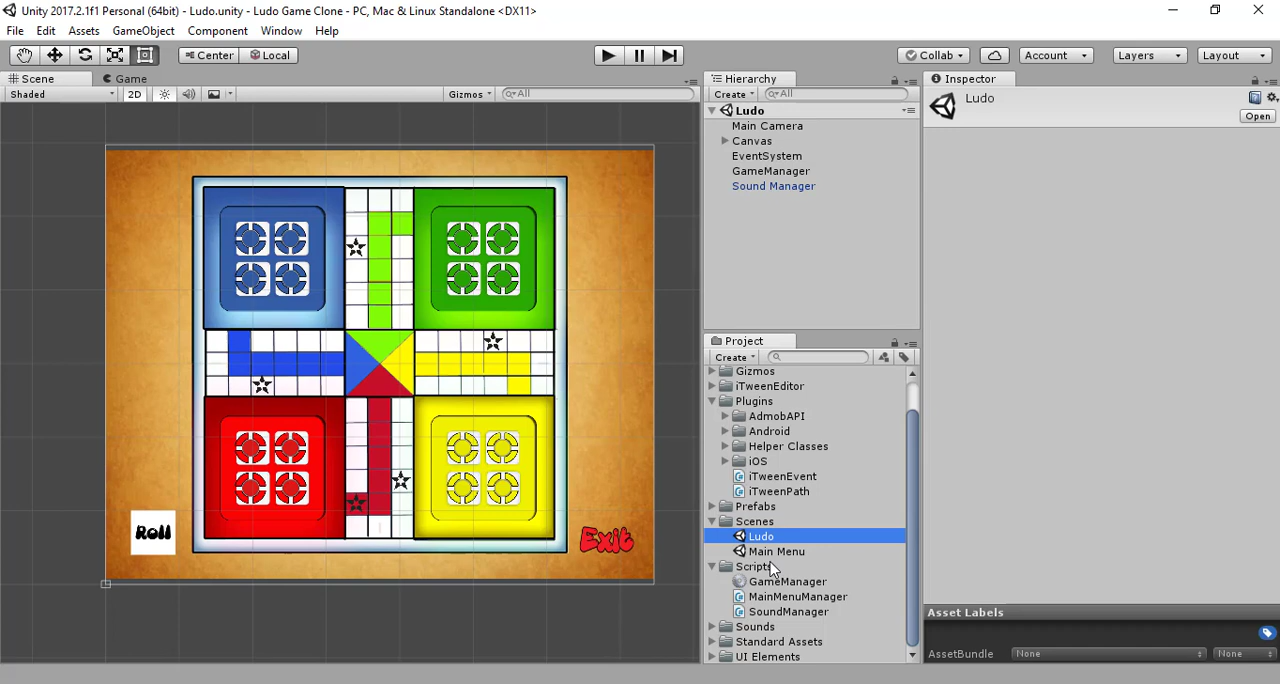 Unity 2017.2.1f1 Personal (64bit) - Ludo.unity - Ludo Game Clone - PC, Mac & Linux Standalone <DX11>
File Edit Assets GameObject Component Window Help
Center Local Collab Account Layers Layout
Scene Game
Shaded 2D Gizmos All
Roll
Exit
Hierarchy
Create All
Ludo
Main Camera
Canvas
EventSystem
GameManager
Sound Manager
Project
Create
Gizmos
iTweenEditor
Plugins
AdmobAPI
Android
Helper Classes
iOS
iTweenEvent
iTweenPath
Prefabs
Scenes
Ludo
Main Menu
Scripts
GameManager
MainMenuManager
SoundManager
Sounds
Standard Assets
UI Elements
Inspector
Ludo
Open
Asset Labels
AssetBundle None None